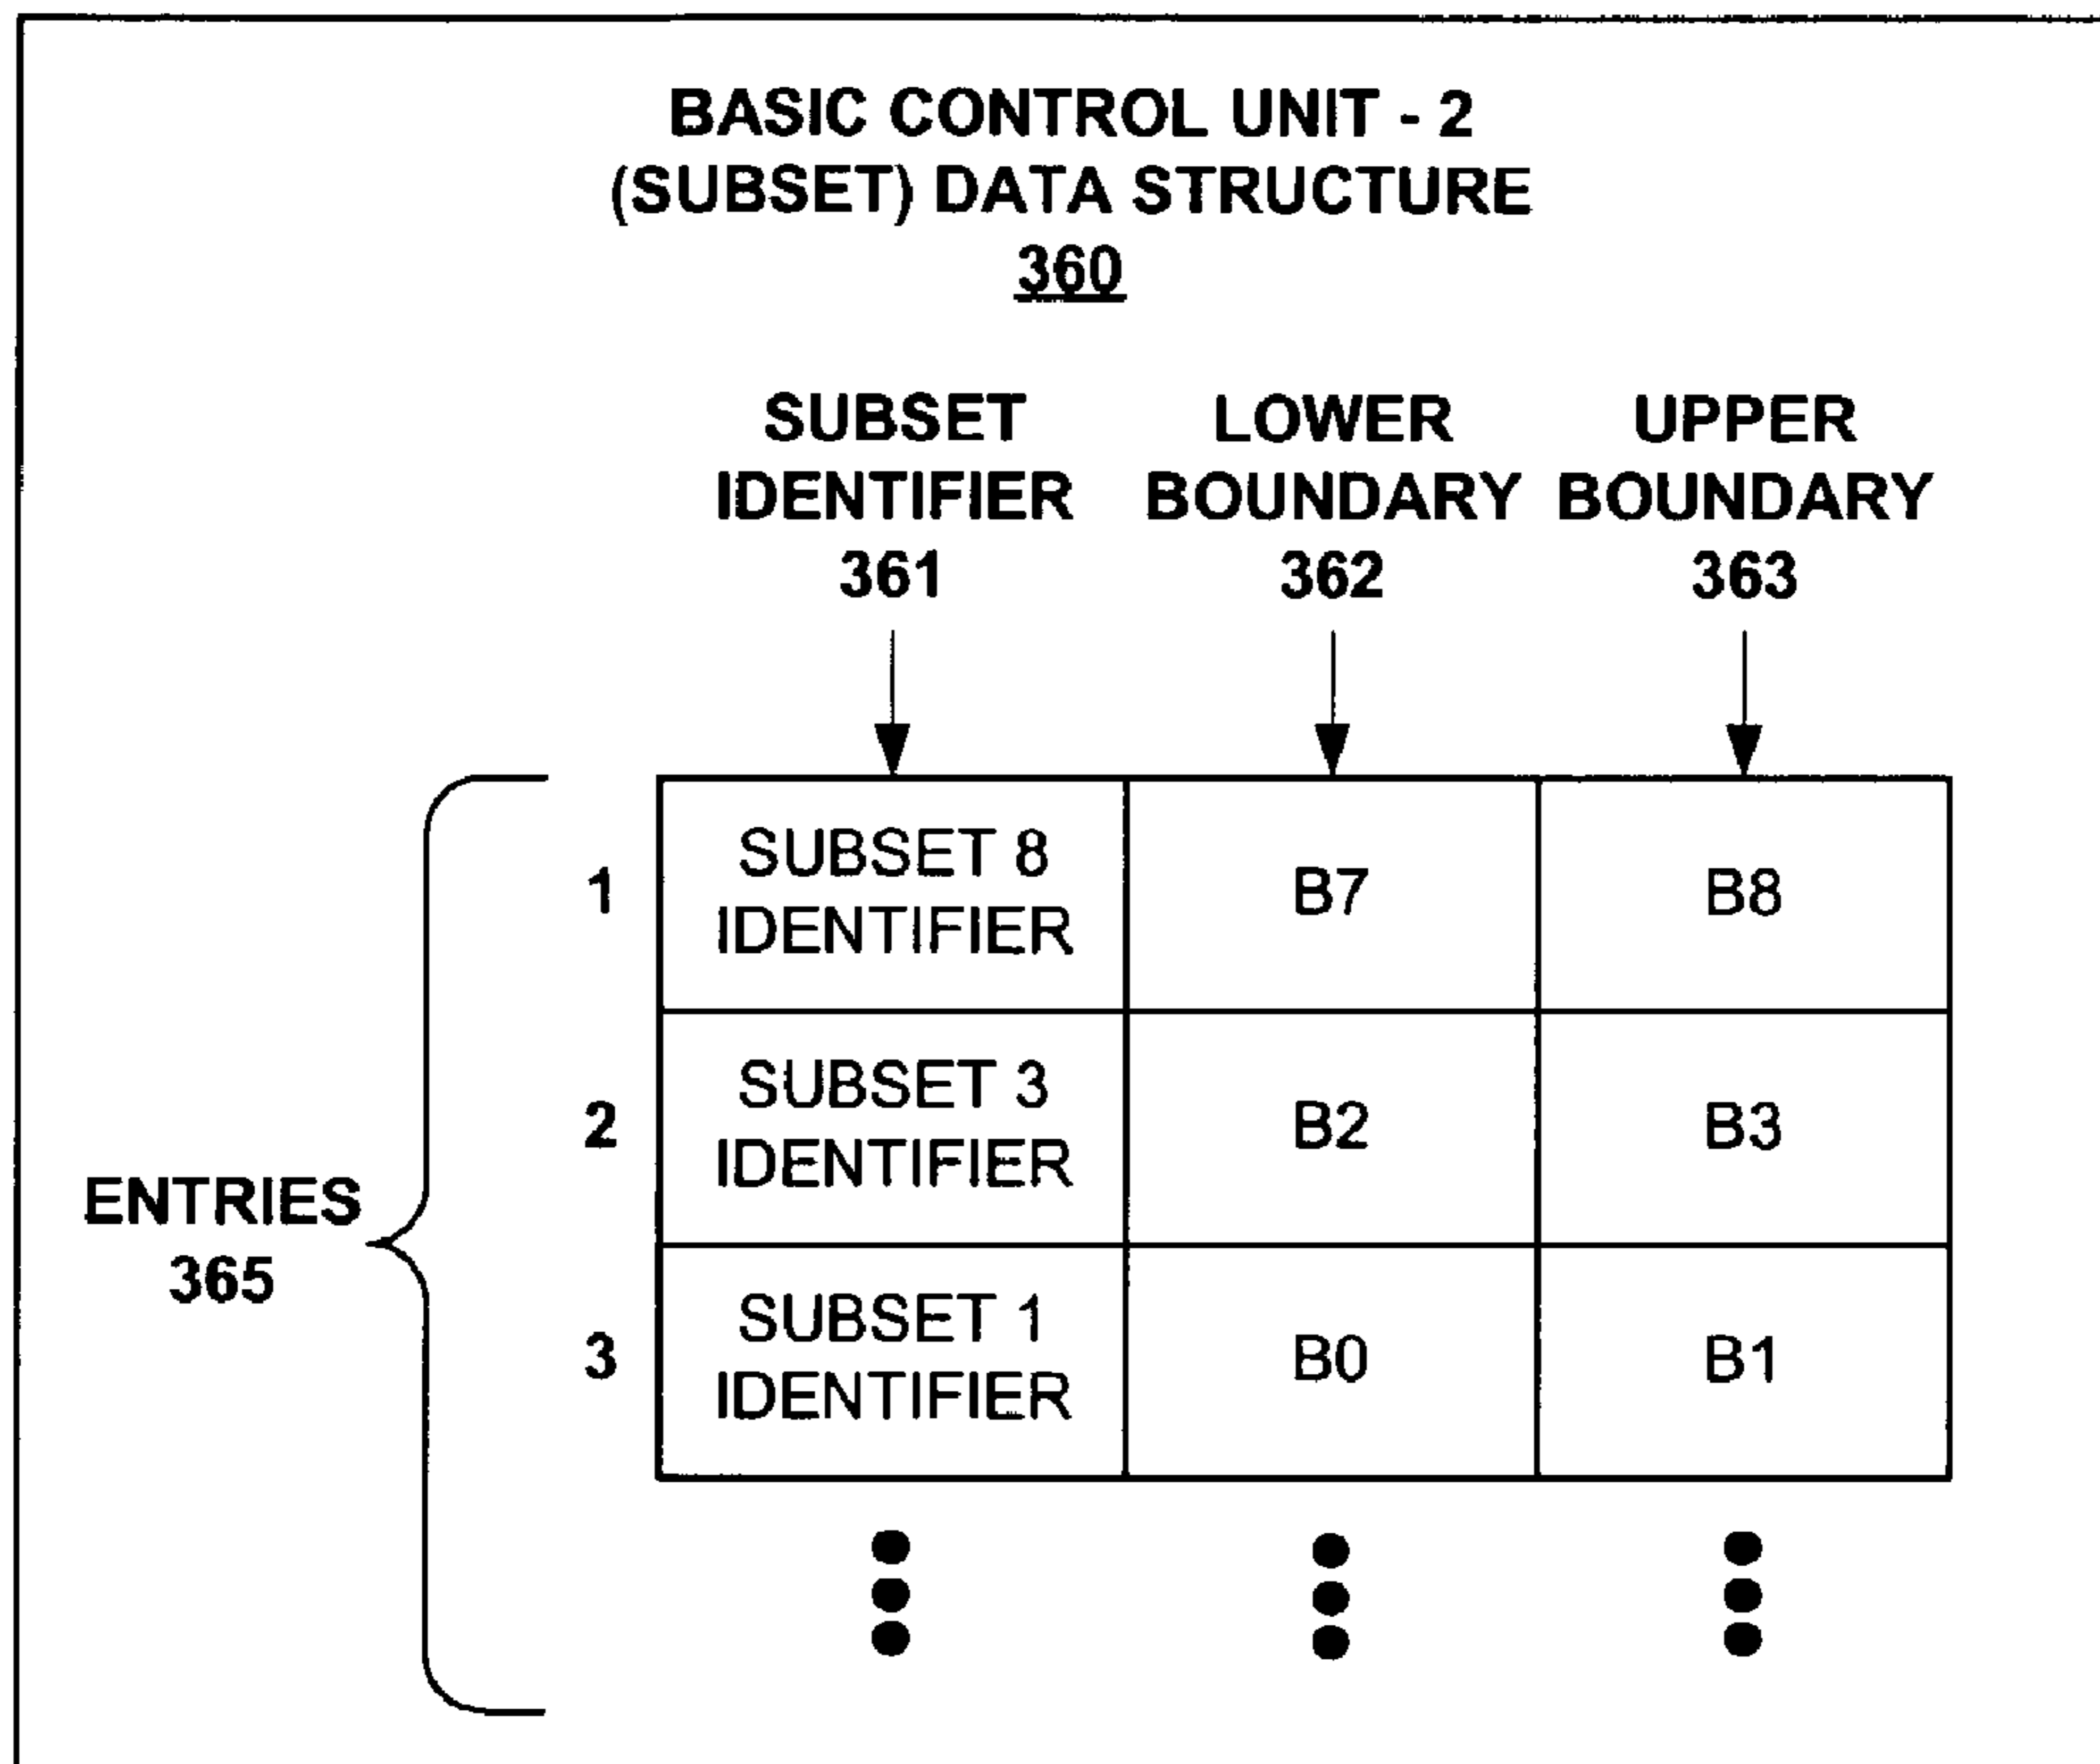 BASIC CONTROL UNIT - 2
(SUBSET) DATA STRUCTURE
360
SUBSET IDENTIFIER 361
LOWER BOUNDARY 362
UPPER BOUNDARY 363
ENTRIES 365
1
SUBSET 8 IDENTIFIER
B7
B8
2
SUBSET 3 IDENTIFIER
B2
B3
3
SUBSET 1 IDENTIFIER
B0
B1